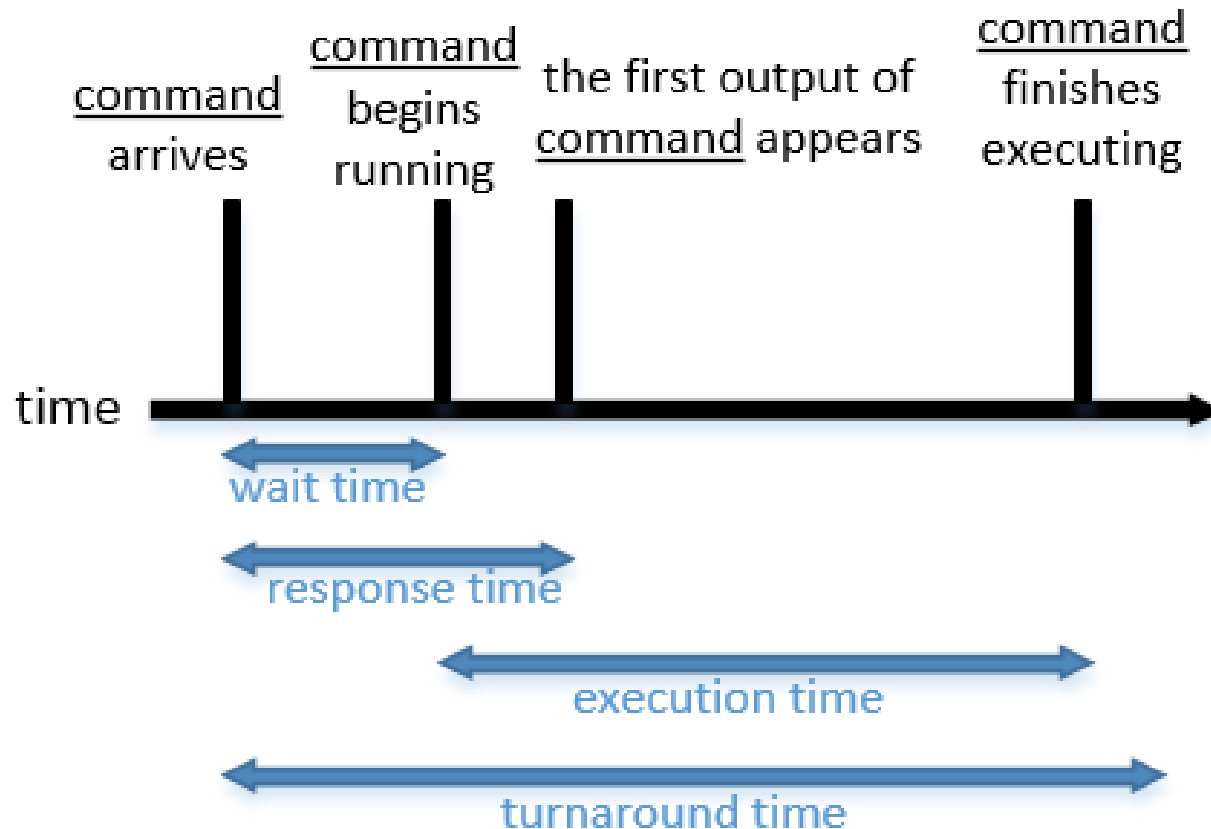 command
arrives
command
begins
running
the first output of
command appears
command
finishes
executing
time
wait time
response time
execution time
turnaround time